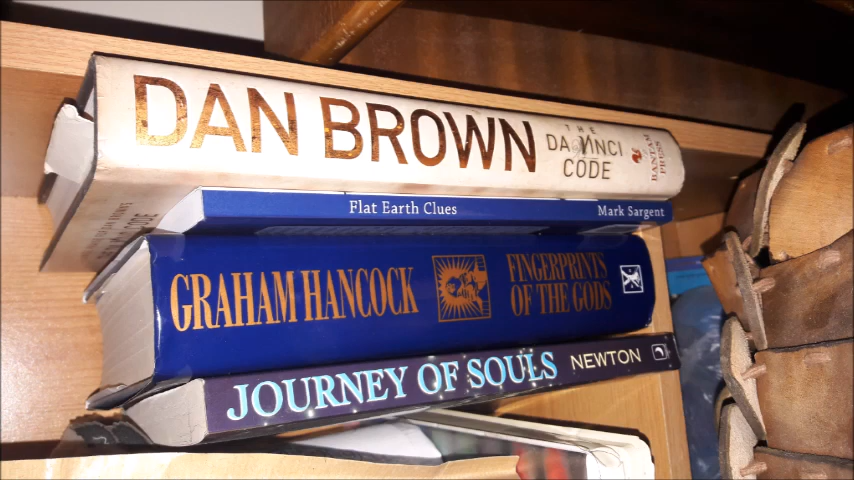 DAN BROWN
THE
DA VINCI
CODE
BANTAM
PRESS
Flat Earth Clues
Mark Sargent
GRAHAM HANCOCK
FINGERPRINTS
OF THE GODS
JOURNEY OF SOULS
NEWTON